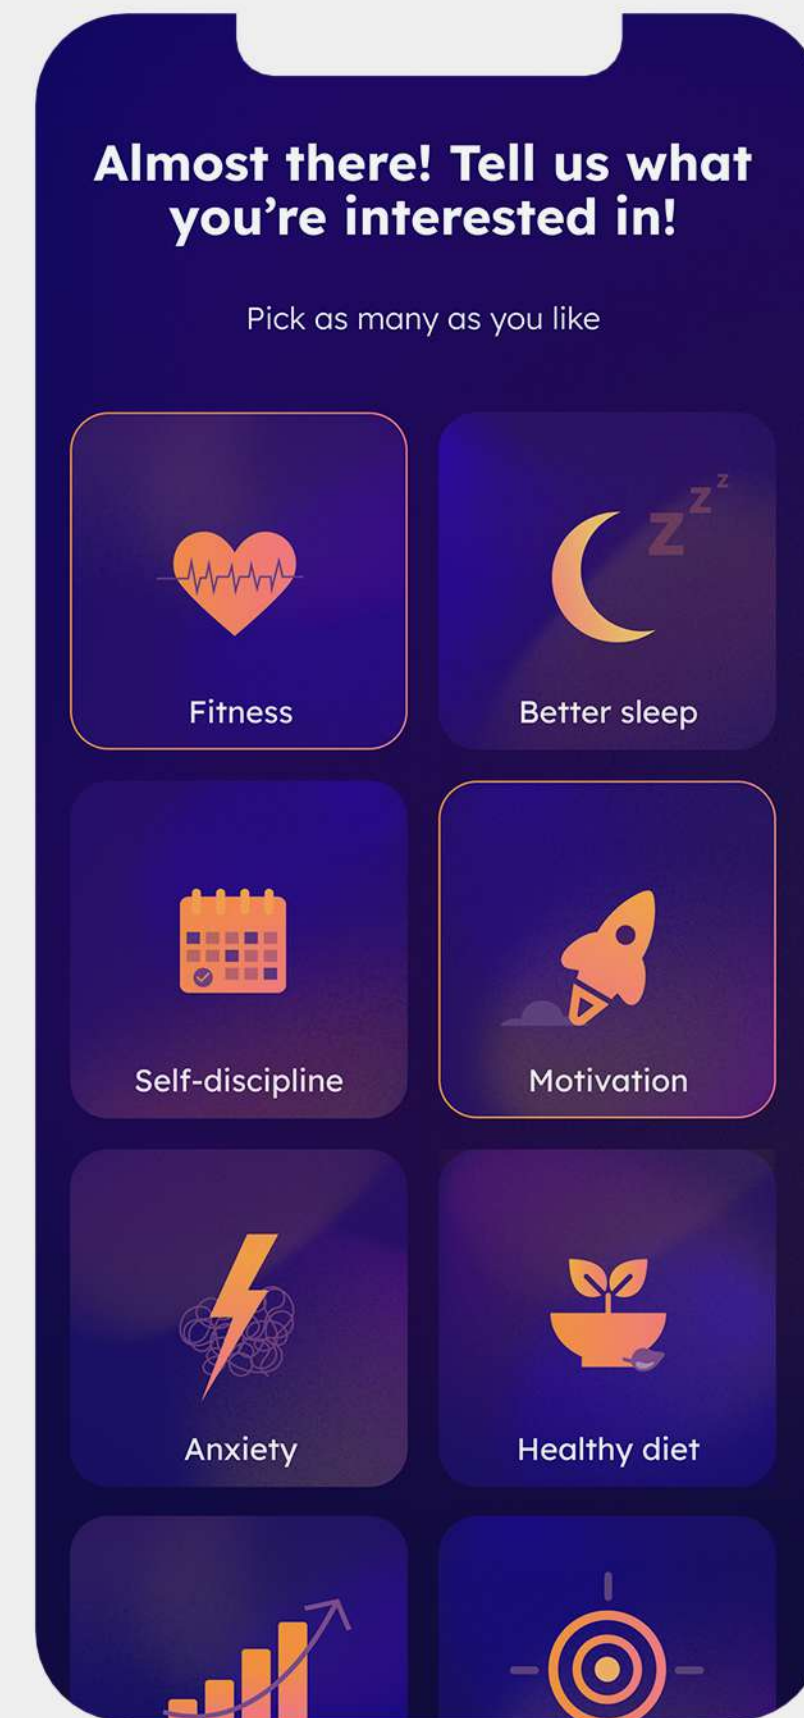 Almost there! Tell us what
you’re interested in!
Pick as many as you like
z
z
z
Fitness
Better sleep
Self-discipline
Motivation
Anxiety
Healthy diet